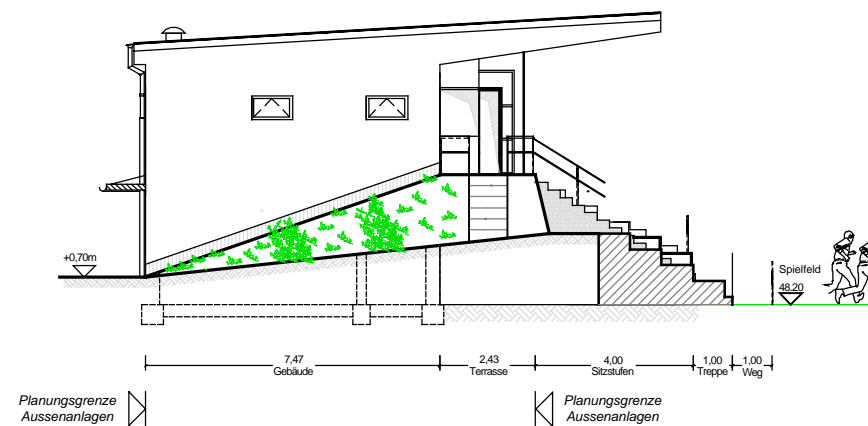 +0,70m
Spielfeld
48.20
7,47
Gebäude
2,43
Terrasse
4,00
Sitzstufen
1,00
Treppe
1,00
Weg
Planungsgrenze
Aussenanlagen
Planungsgrenze
Aussenanlagen